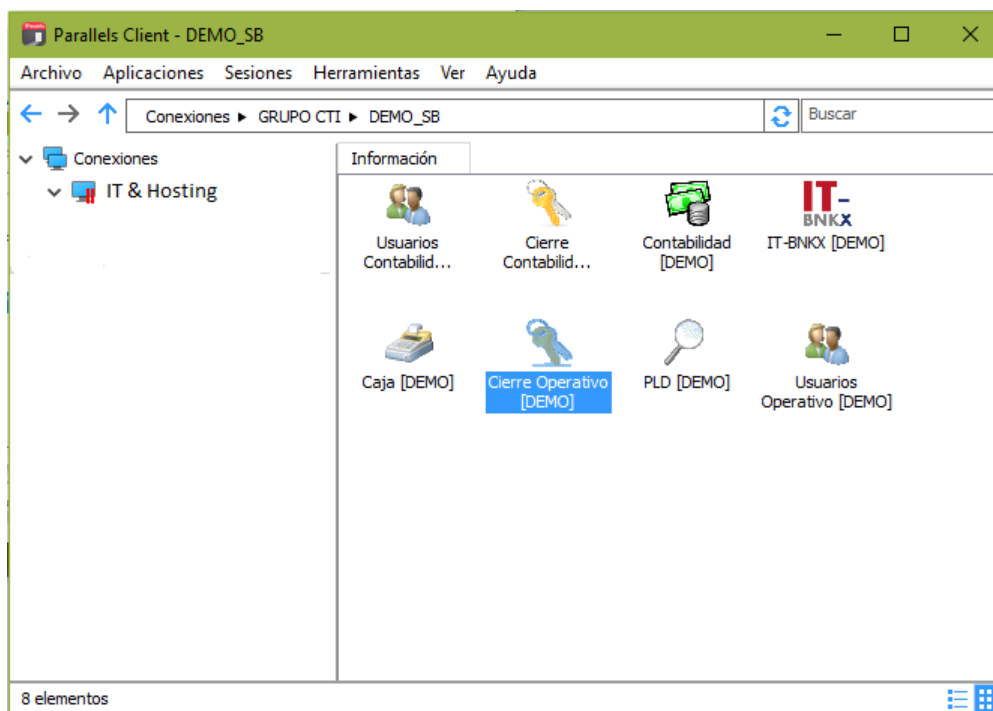 Parallels Client - DEMO_SB
Archivo Aplicaciones Sesiones Herramientas Ver Ayuda
Conexiones ▸ GRUPO CTI ▸ DEMO_SB
Buscar
Conexiones
IT & Hosting
Información
Usuarios
Contabilid...
Cierre
Contabilid...
Contabilidad
[DEMO]
IT-
BNKX
IT-BNKX [DEMO]
Caja [DEMO]
Cierre Operativo
[DEMO]
PLD [DEMO]
Usuarios
Operativo [DEMO]
8 elementos